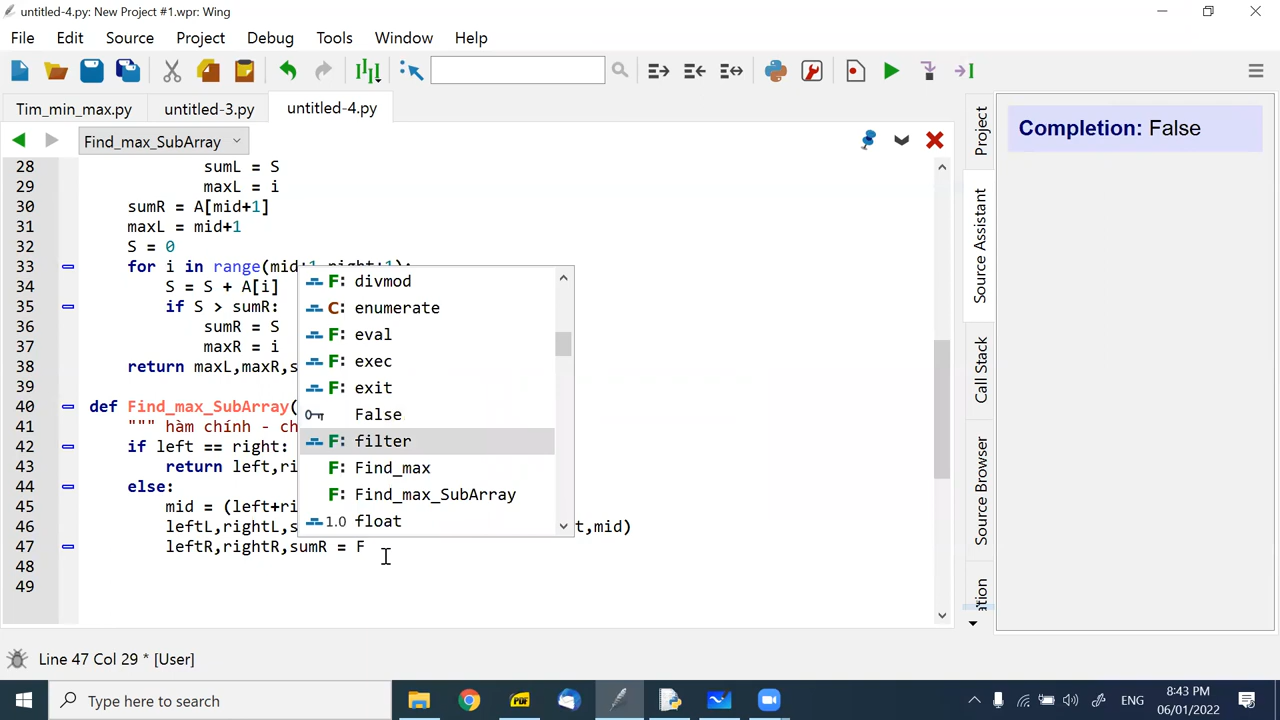 untitled-4.py: New Project #1.wpr: Wing
File Edit Source Project Debug Tools Window Help
Tim_min_max.py untitled-3.py untitled-4.py
Find_max_SubArray
28 sumL = S
29 maxL = i
30 sumR = A[mid+1]
31 maxL = mid+1
32 S = 0
33 for i in range(mid+1,right+1):
34 S = S + A[i]
35 if S > sumR:
36 sumR = S
37 maxR = i
38 return maxL,maxR,s
39
40 def Find_max_SubArray(
41 """ hàm chính - ch
42 if left == right:
43 return left,ri
44 else:
45 mid = (left+ri
46 leftL,rightL,s t,mid)
47 leftR,rightR,sumR = F
48
49
F: divmod
C: enumerate
F: eval
F: exec
F: exit
False
F: filter
F: Find_max
F: Find_max_SubArray
1.0 float
Completion: False
Project
Source Assistant
Call Stack
Source Browser
Line 47 Col 29 * [User]
Type here to search
PDF
ENG
8:43 PM
06/01/2022